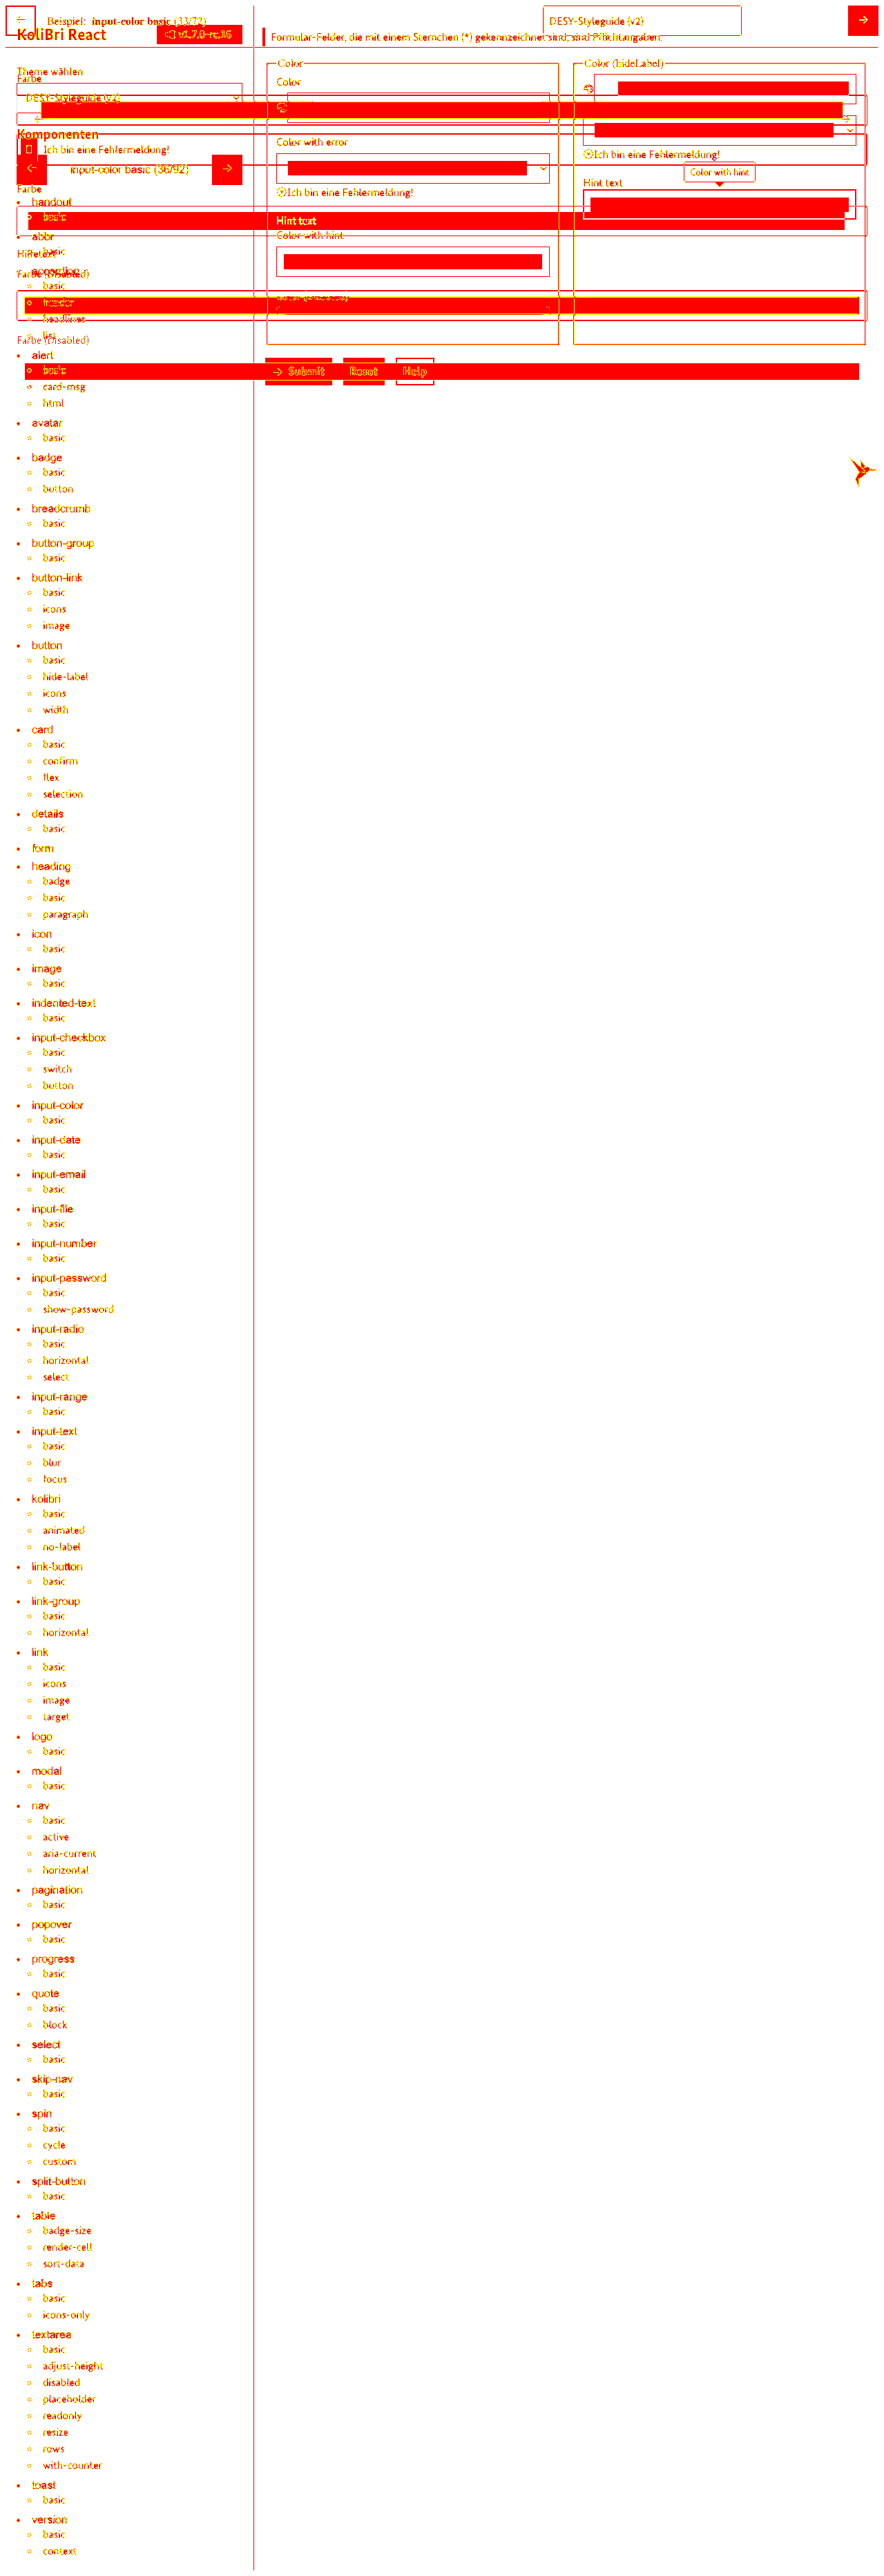 Beispiel: input-color basic (33/72)
DESY-Styleguide (v2)
KoliBri React
v1.7.0-rc.16
Formular-Felder, die mit einem Sternchen (*) gekennzeichnet sind, sind Pflichtangaben.
Theme wählen
Farbe
DESY-Styleguide (v2)
Color
Color
Color (hideLabel)
Komponenten
Ich bin eine Fehlermeldung!
Color with error
Ich bin eine Fehlermeldung!
input-color basic (36/92)
Color with hint
Ich bin eine Fehlermeldung!
Hint text
Farbe
handout
basic
Hint text
abbr
Color with hint
basic
Hinweistext
accordion
Farbe (Disabled)
basic
header
headlines
list
Farbe (Disabled)
alert
basic
Submit
Reset
Help
card-msg
html
avatar
basic
badge
basic
button
breadcrumb
basic
button-group
basic
button-link
basic
icons
image
button
basic
hide-label
icons
width
card
basic
confirm
flex
selection
details
basic
form
heading
badge
basic
paragraph
icon
basic
image
basic
indented-text
basic
input-checkbox
basic
switch
button
input-color
basic
input-date
basic
input-email
basic
input-file
basic
input-number
basic
input-password
basic
show-password
input-radio
basic
horizontal
select
input-range
basic
input-text
basic
blur
focus
kolibri
basic
animated
no-label
link-button
basic
link-group
basic
horizontal
link
basic
icons
image
target
logo
basic
modal
basic
nav
basic
active
aria-current
horizontal
pagination
basic
popover
basic
progress
basic
quote
basic
block
select
basic
skip-nav
basic
spin
basic
cycle
custom
split-button
basic
table
badge-size
render-cell
sort-data
tabs
basic
icons-only
textarea
basic
adjust-height
disabled
placeholder
readonly
resize
rows
with-counter
toast
basic
version
basic
context